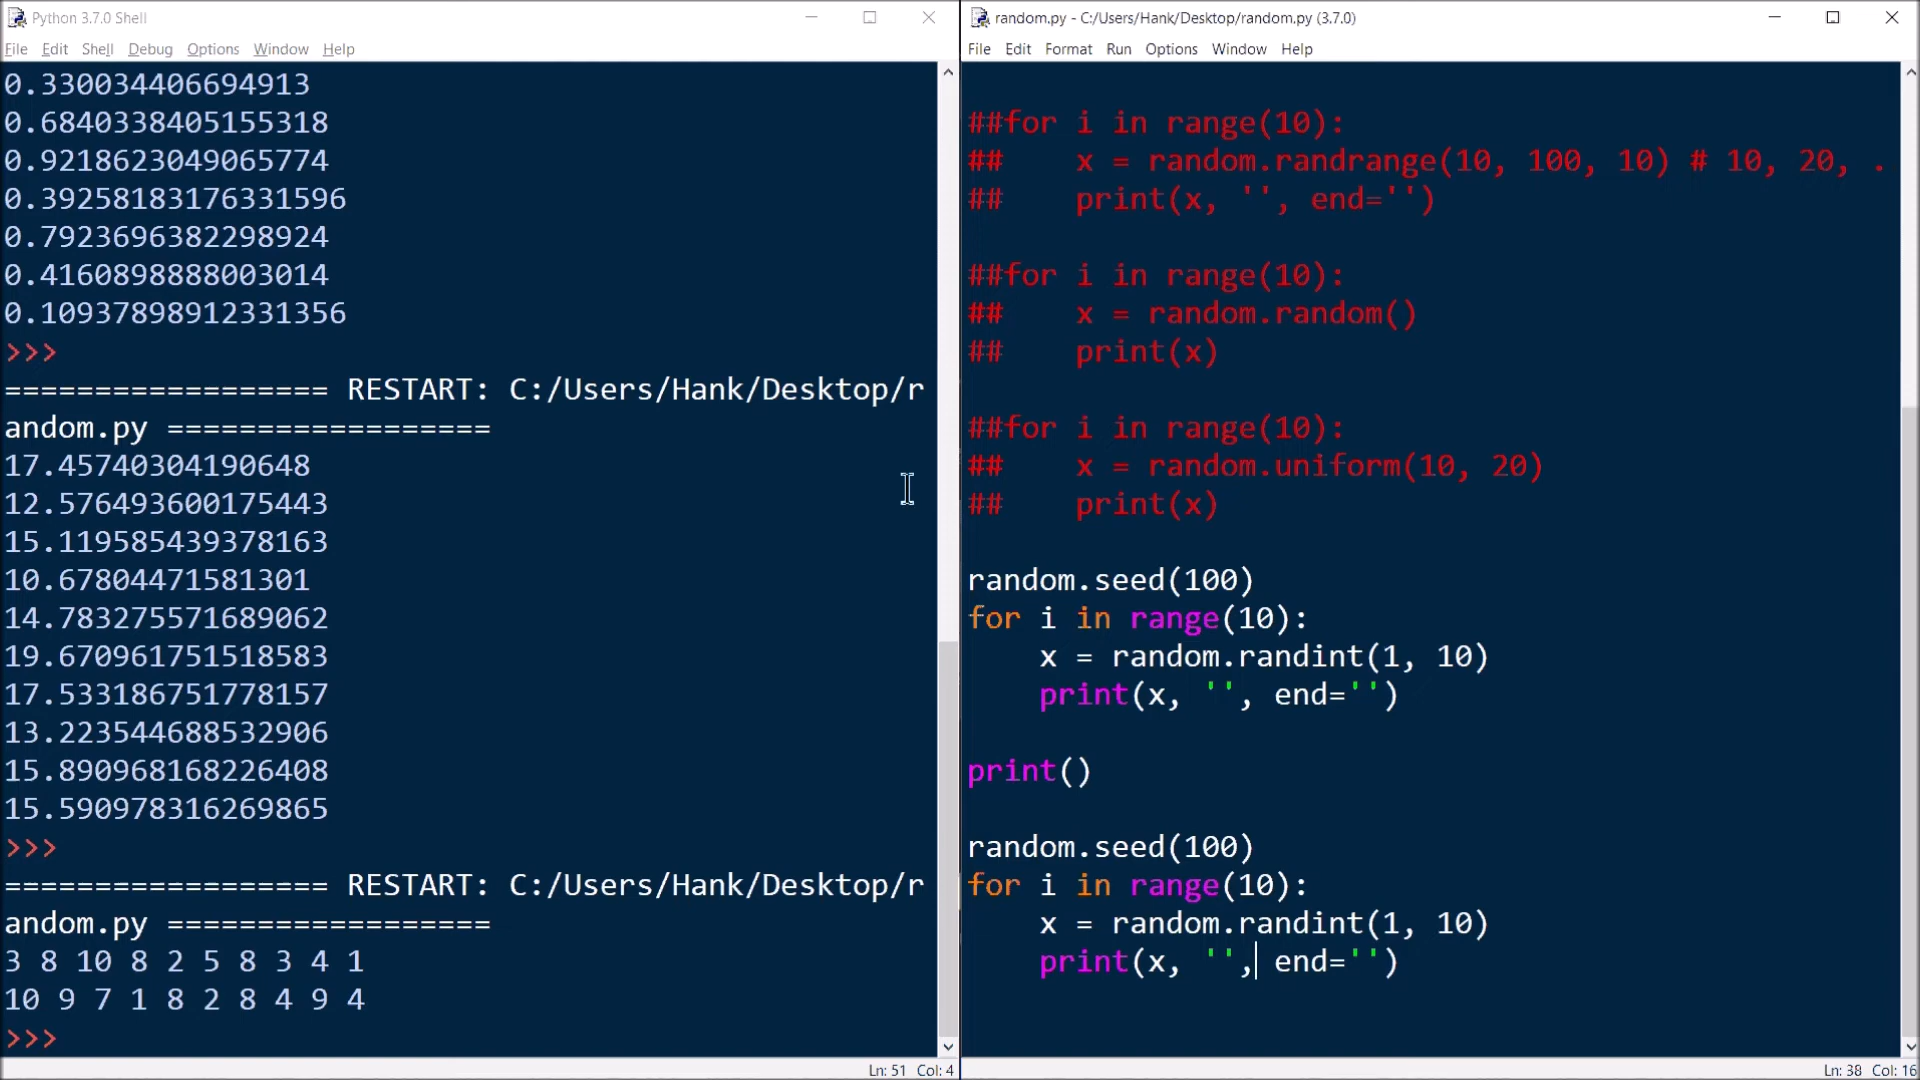 Python 3.7.0 Shell
File Edit Shell Debug Options Window Help
0.330034406694913
0.6840338405155318
0.9218623049065774
0.39258183176331596
0.7923696382298924
0.4160898888003014
0.10937898912331356
>>>
================== RESTART: C:/Users/Hank/Desktop/r
andom.py ==================
17.45740304190648
12.576493600175443
15.119585439378163
10.67804471581301
14.783275571689062
19.670961751518583
17.533186751778157
13.223544688532906
15.890968168226408
15.590978316269865
>>>
================== RESTART: C:/Users/Hank/Desktop/r
andom.py ==================
3 8 10 8 2 5 8 3 4 1
10 9 7 1 8 2 8 4 9 4
>>>
Ln: 51 Col: 4
random.py - C:/Users/Hank/Desktop/random.py (3.7.0)
File Edit Format Run Options Window Help
##for i in range(10):
##    x = random.randrange(10, 100, 10) # 10, 20, .
##    print(x, '', end='')
##for i in range(10):
##    x = random.random()
##    print(x)
##for i in range(10):
##    x = random.uniform(10, 20)
##    print(x)
random.seed(100)
for i in range(10):
    x = random.randint(1, 10)
    print(x, '', end='')
print()
random.seed(100)
for i in range(10):
    x = random.randint(1, 10)
    print(x, '', end='')
Ln: 38 Col: 16